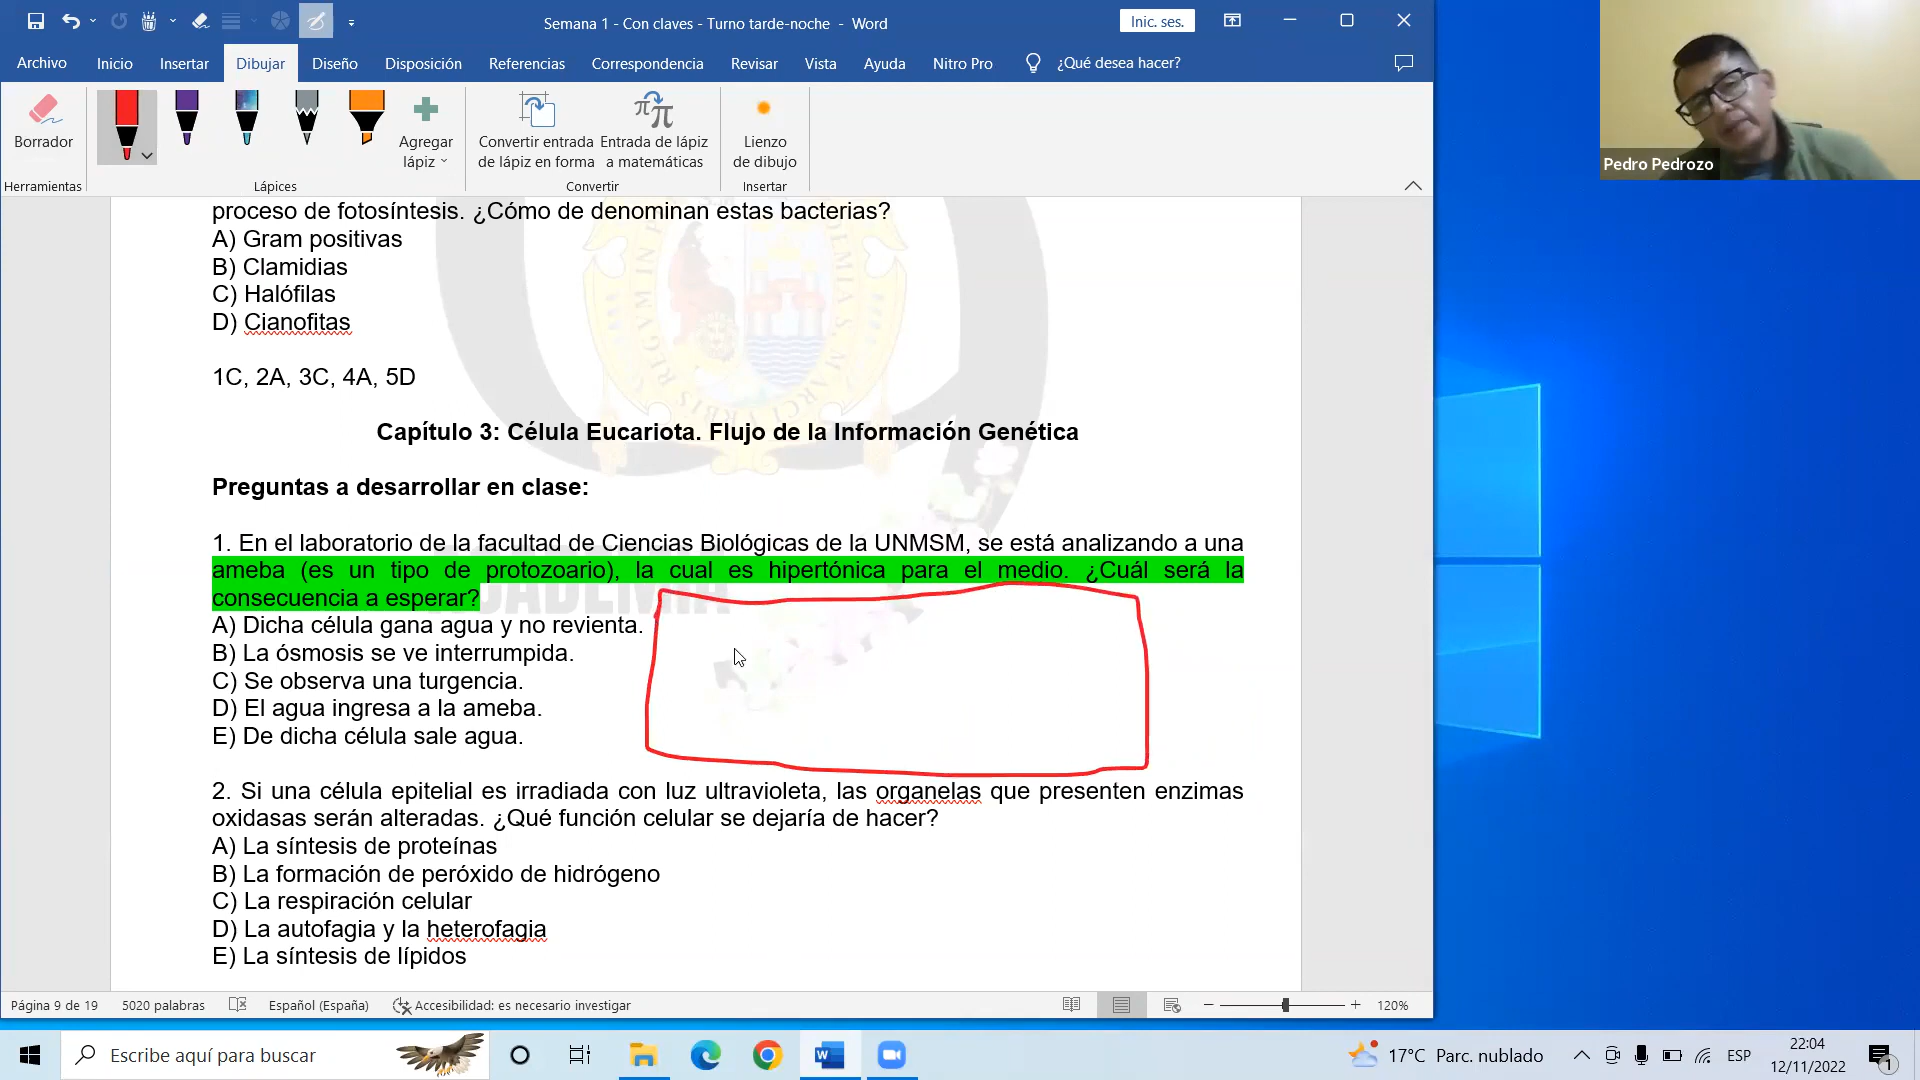 Semana 1 - Con claves - Turno tarde-noche - Word
Inic. ses.
Archivo Inicio Insertar Dibujar Diseño Disposición Referencias Correspondencia Revisar Vista Ayuda Nitro Pro ¿Qué desea hacer?
Borrador
Agregar lápiz
Convertir entrada de lápiz en forma
Entrada de lápiz a matemáticas
Lienzo de dibujo
Herramientas Lápices Convertir Insertar
Pedro Pedrozo
proceso de fotosíntesis. ¿Cómo de denominan estas bacterias?
A) Gram positivas
B) Clamidias
C) Halófilas
D) Cianofitas
1C, 2A, 3C, 4A, 5D
Capítulo 3: Célula Eucariota. Flujo de la Información Genética
Preguntas a desarrollar en clase:
1. En el laboratorio de la facultad de Ciencias Biológicas de la UNMSM, se está analizando a una
ameba (es un tipo de protozoario), la cual es hipertónica para el medio. ¿Cuál será la
consecuencia a esperar?
A) Dicha célula gana agua y no revienta.
B) La ósmosis se ve interrumpida.
C) Se observa una turgencia.
D) El agua ingresa a la ameba.
E) De dicha célula sale agua.
2. Si una célula epitelial es irradiada con luz ultravioleta, las organelas que presenten enzimas
oxidasas serán alteradas. ¿Qué función celular se dejaría de hacer?
A) La síntesis de proteínas
B) La formación de peróxido de hidrógeno
C) La respiración celular
D) La autofagia y la heterofagia
E) La síntesis de lípidos
Página 9 de 19 5020 palabras Español (España) Accesibilidad: es necesario investigar 120%
Escribe aquí para buscar
17°C Parc. nublado
ESP
22:04
12/11/2022
1